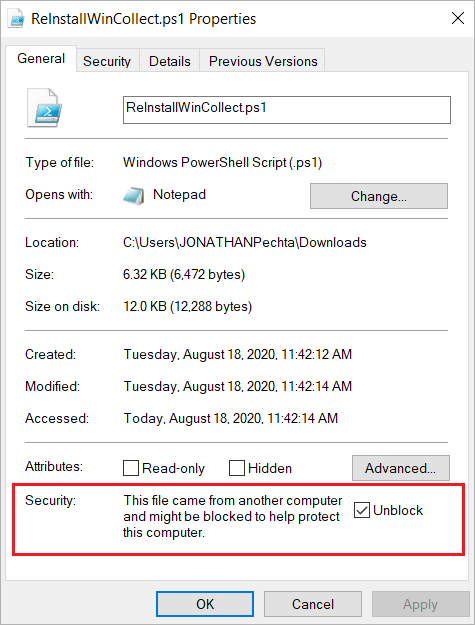 ReInstallWinCollect.ps1 Properties
General Security Details Previous Versions
ReInstallWinCollect.ps1
Type of file: Windows PowerShell Script (.ps1)
Opens with: Notepad Change...
Location: C:\Users\JONATHANPechta\Downloads
Size: 6.32 KB (6,472 bytes)
Size on disk: 12.0 KB (12,288 bytes)
Created: Tuesday, August 18, 2020, 11:42:12 AM
Modified: Tuesday, August 18, 2020, 11:42:14 AM
Accessed: Today, August 18, 2020, 11:42:14 AM
Attributes: Read-only Hidden Advanced...
Security: This file came from another computer
and might be blocked to help protect
this computer.
Unblock
OK Cancel Apply